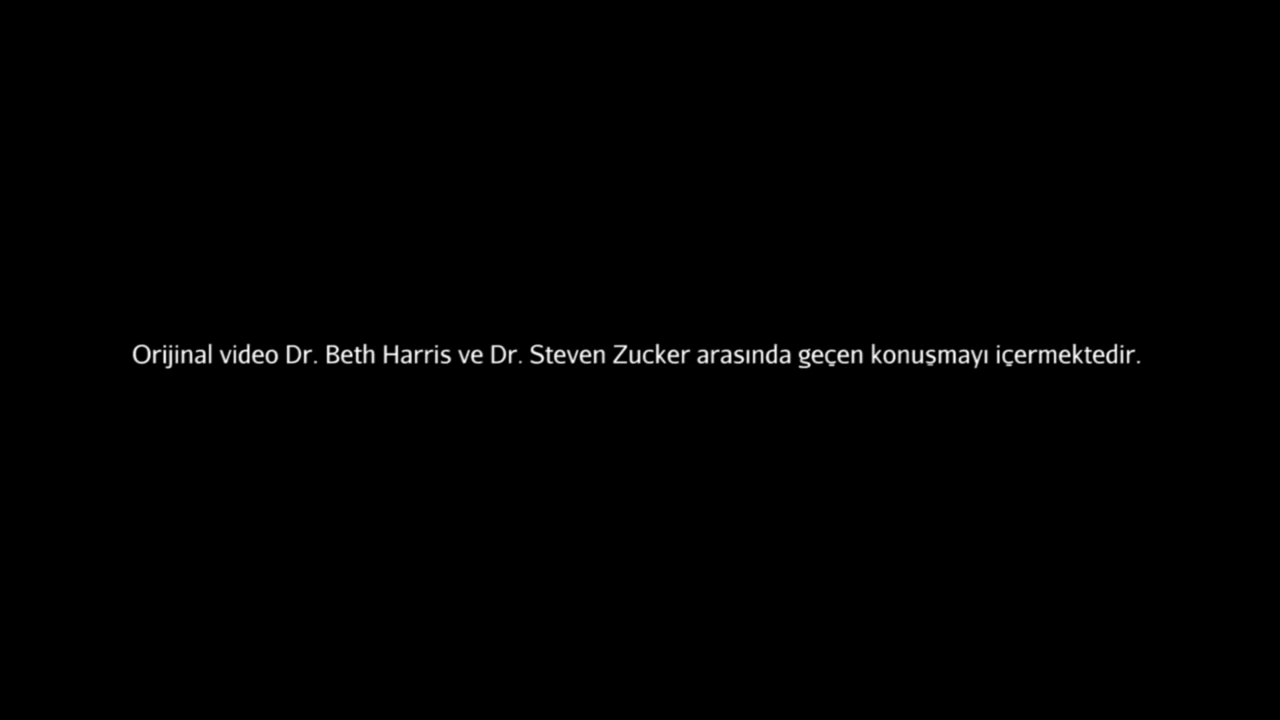 Orijinal video Dr. Beth Harris ve Dr. Steven Zucker arasında geçen konuşmayı içermektedir.